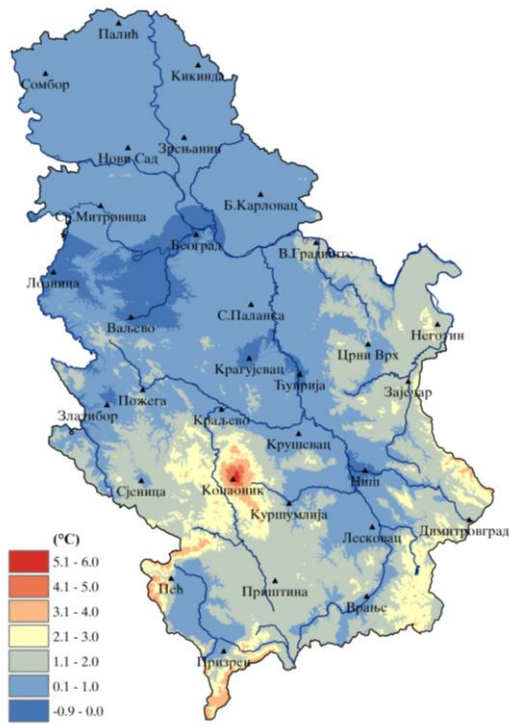 Палић
Кикинда
Сомбор
Зрењанин
Нови Сад
Б.Карловац
Ср.Митровица
Београд
В.Градиште
Лозница
С.Паланка
Ваљево
Неготин
Црни Врх
Крагујевац
Ћуприја
Зајечар
Пожега
Златибор
Краљево
Крушевац
Ниш
Сјеница
Копаоник
Куршумлија
Лесковац
Димитровград
(°C)
5.1 - 6.0
4.1 - 5.0
3.1 - 4.0
2.1 - 3.0
1.1 - 2.0
0.1 - 1.0
-0.9 - 0.0
Пећ
Приштина
Врање
Призрен